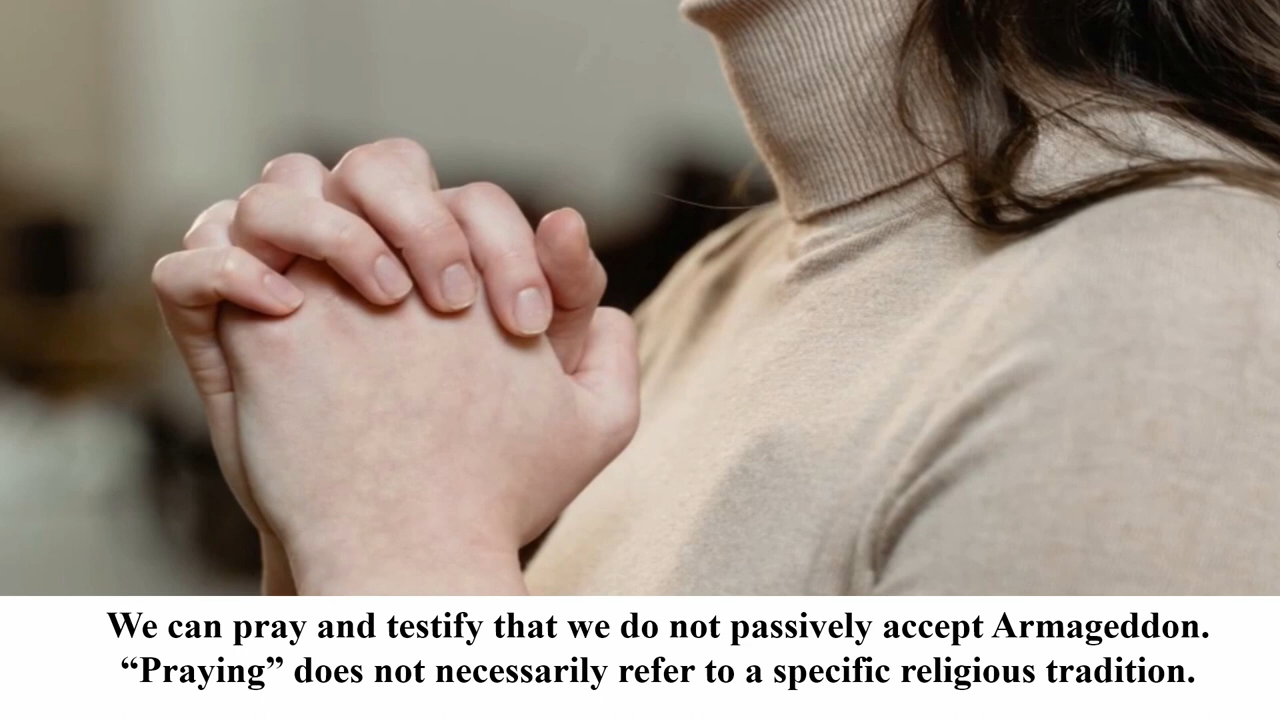 We can pray and testify that we do not passively accept Armageddon.
“Praying” does not necessarily refer to a specific religious tradition.